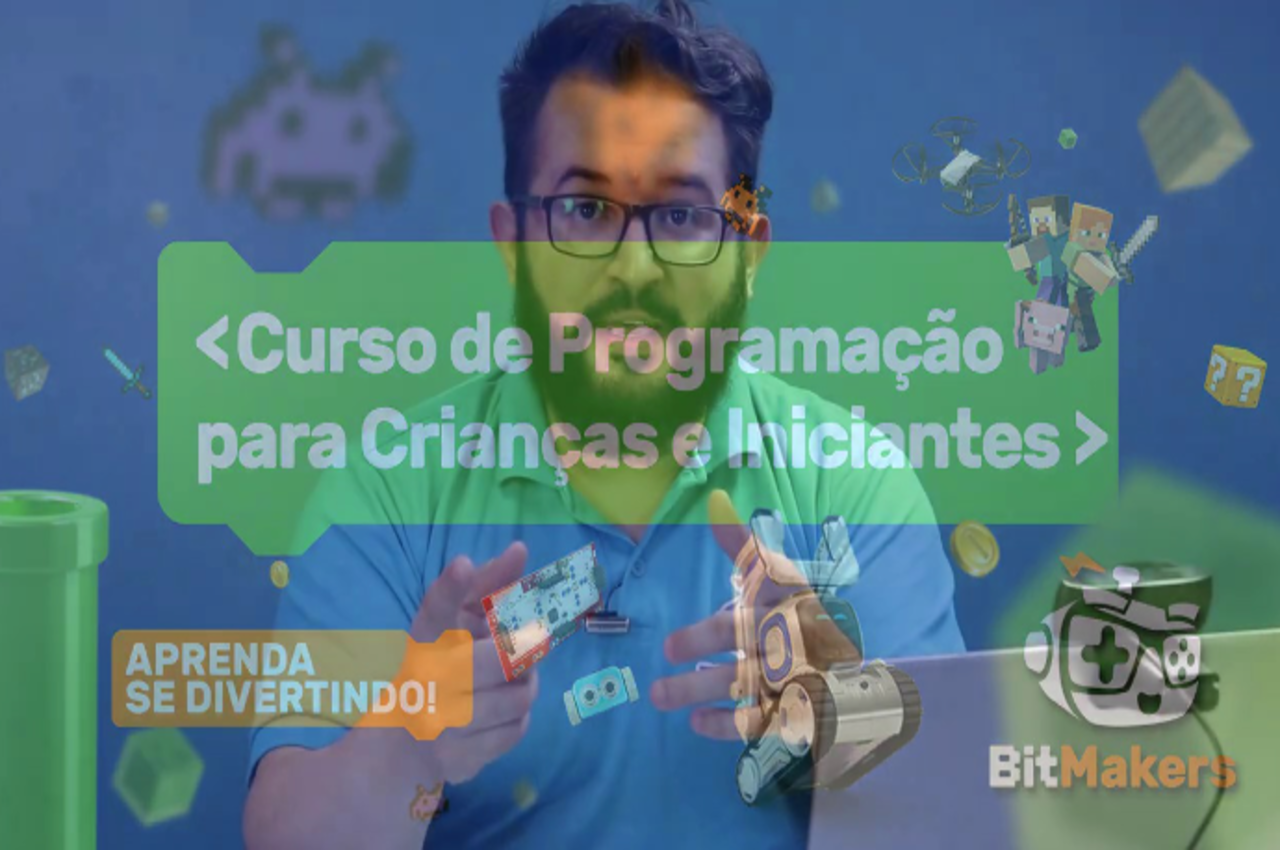 <Curso de Programação
para Crianças e Iniciantes>
APRENDA
SE DIVERTINDO!
BitMakers
? ?